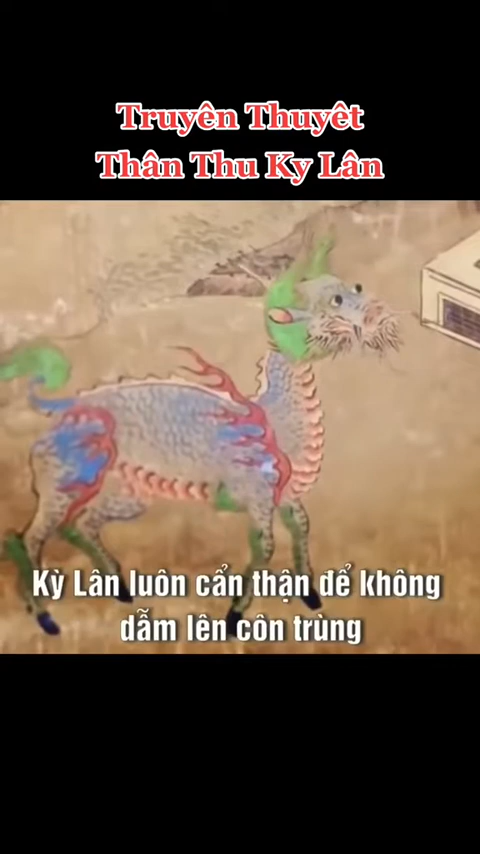 Truyên Thuyêt
Thân Thu Ky Lân
Kỳ Lân luôn cẩn thận để không
dẫm lên côn trùng